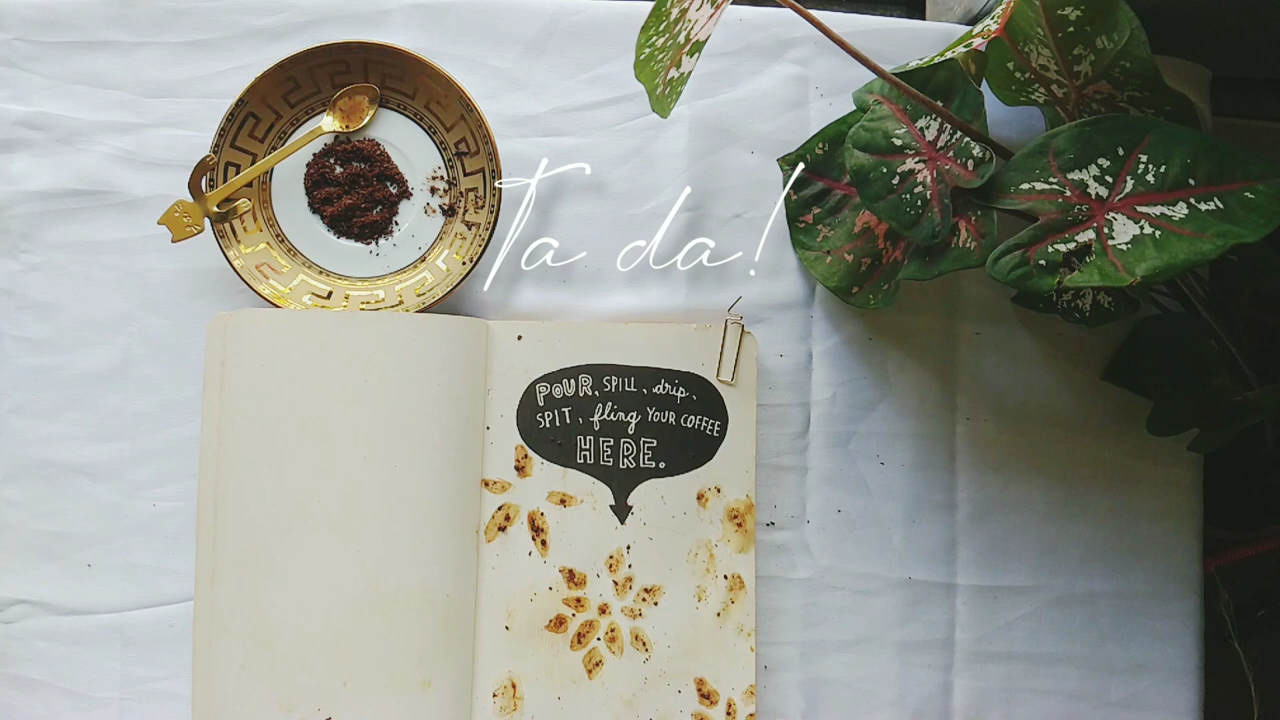 Ta da!
POUR, SPILL, drip,
SPIT, fling YOUR COFFEE
HERE.